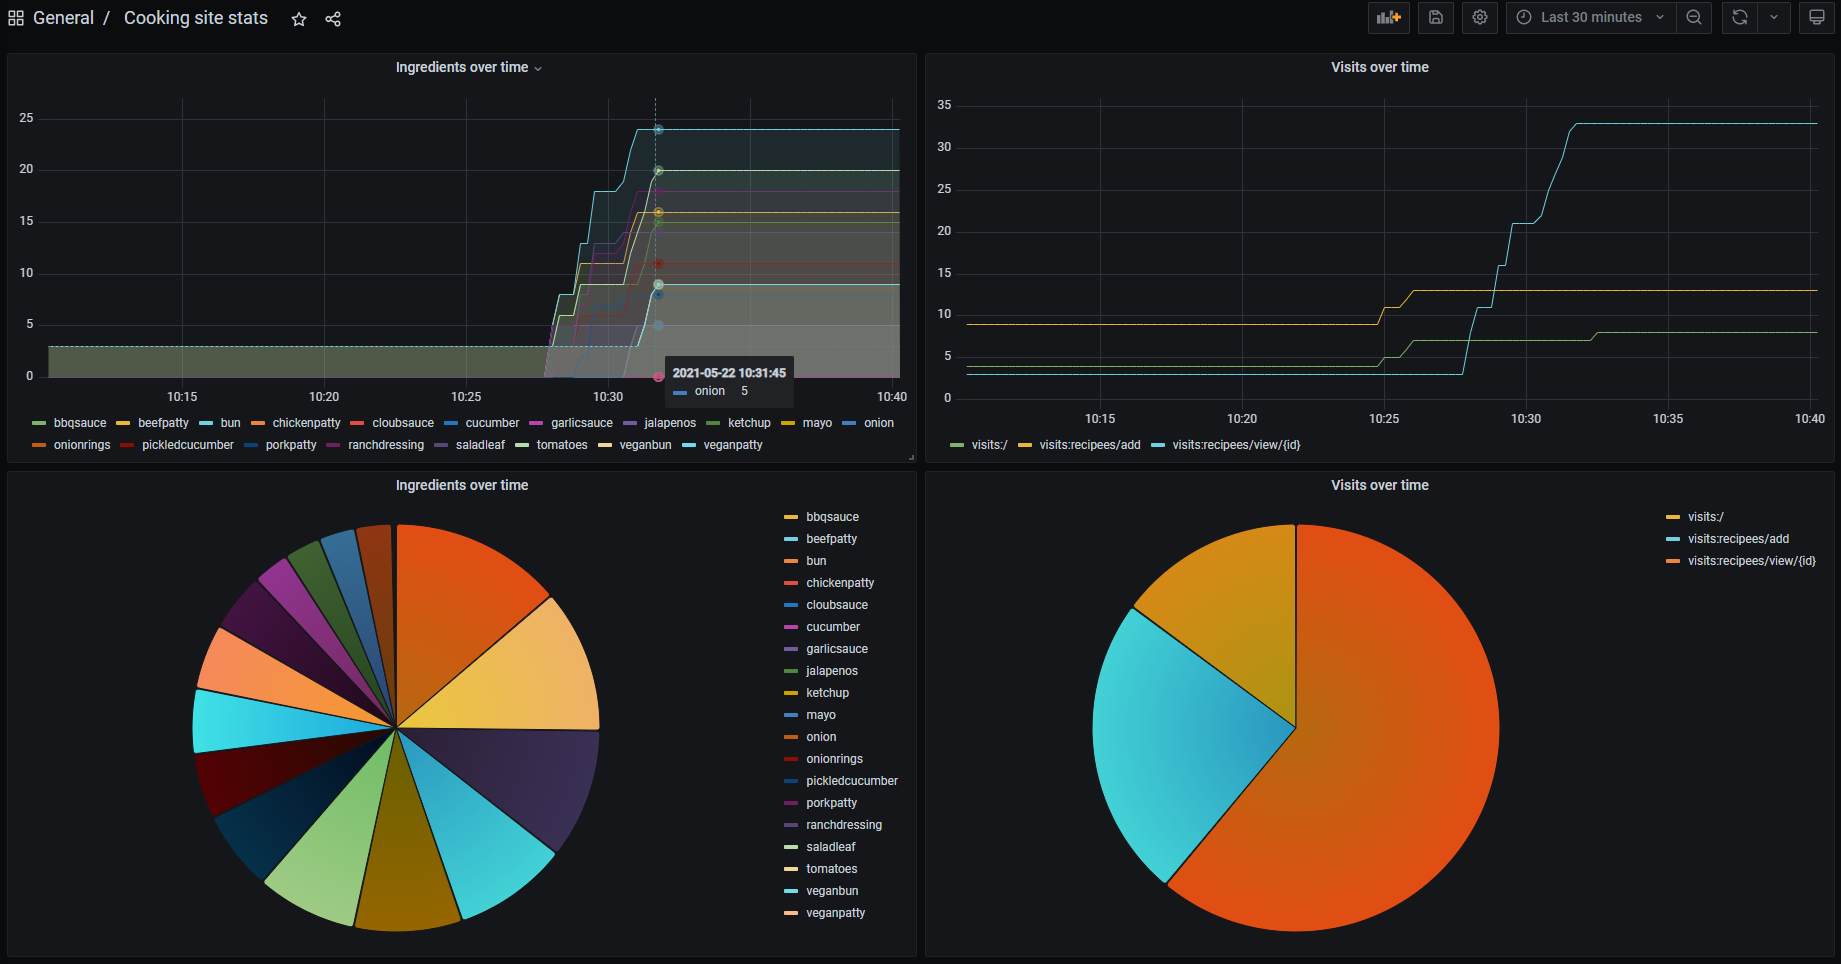 General / Cooking site stats
Last 30 minutes
Ingredients over time
25
20
15
10
5
0
10:15 10:20 10:25 10:30 10:40
2021-05-22 10:31:45
onion 5
bbqsauce beefpatty bun chickenpatty cloubsauce cucumber garlicsauce jalapenos ketchup mayo onion
onionrings pickledcucumber porkpatty ranchdressing saladleaf tomatoes veganbun veganpatty
Visits over time
35
30
25
20
15
10
5
0
10:15 10:20 10:25 10:30 10:35 10:40
visits:/ visits:recipees/add visits:recipees/view/{id}
Ingredients over time
bbqsauce
beefpatty
bun
chickenpatty
cloubsauce
cucumber
garlicsauce
jalapenos
ketchup
mayo
onion
onionrings
pickledcucumber
porkpatty
ranchdressing
saladleaf
tomatoes
veganbun
veganpatty
Visits over time
visits:/
visits:recipees/add
visits:recipees/view/{id}